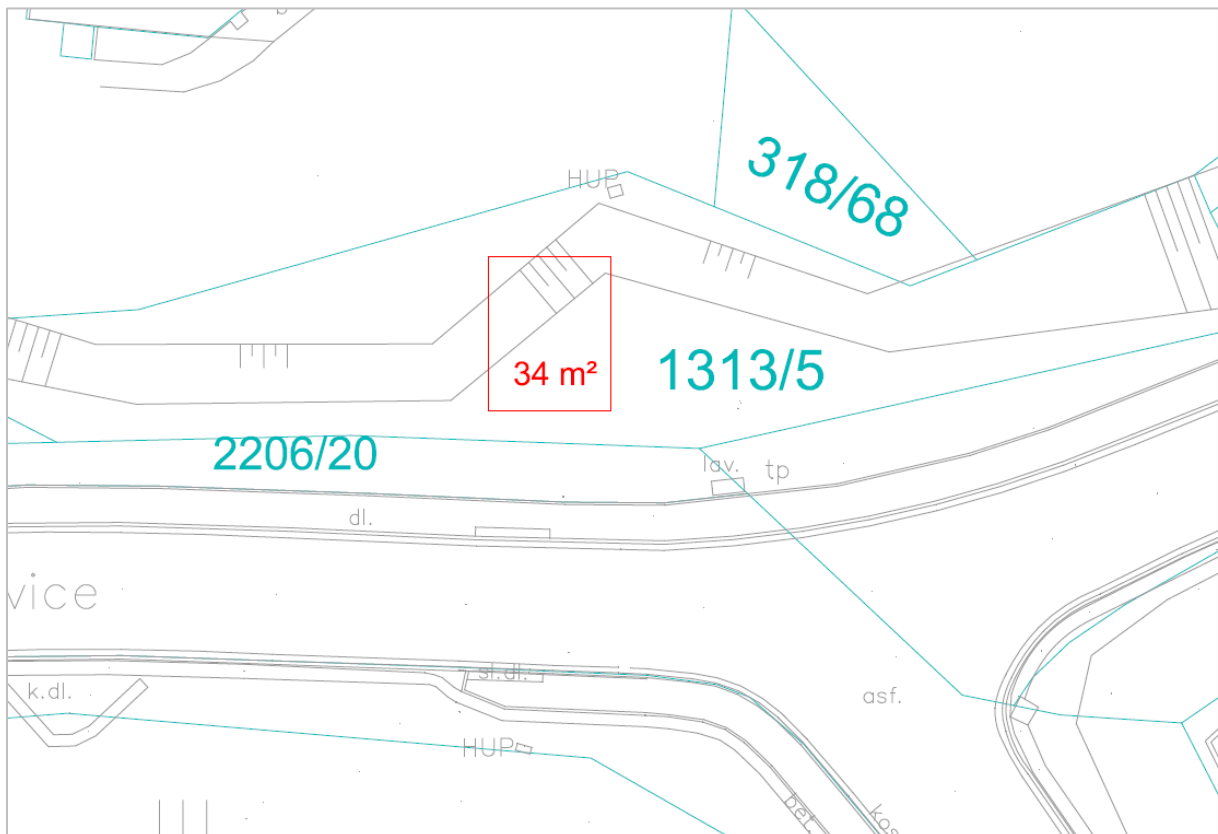 HUP
318/68
34 m²
1313/5
2206/20
lav.
tp
dl.
vice
sl.dl.
k.dl.
asf.
HUP
bet.
kos